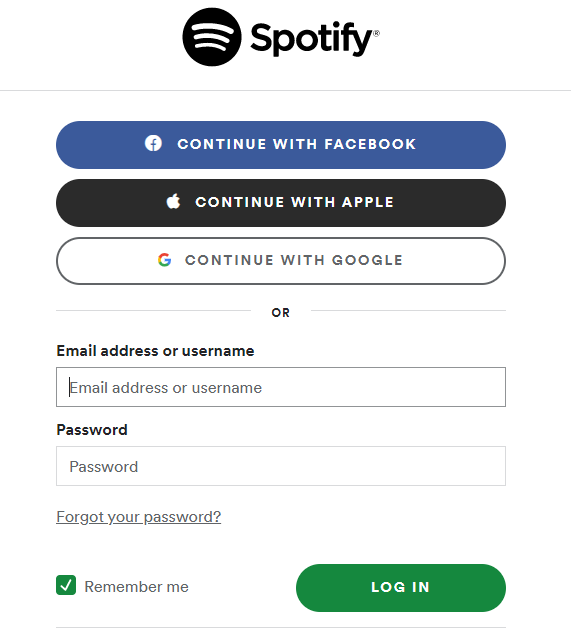 Spotify®
CONTINUE WITH FACEBOOK
CONTINUE WITH APPLE
CONTINUE WITH GOOGLE
OR
Email address or username
Email address or username
Password
Password
Forgot your password?
Remember me
LOG IN